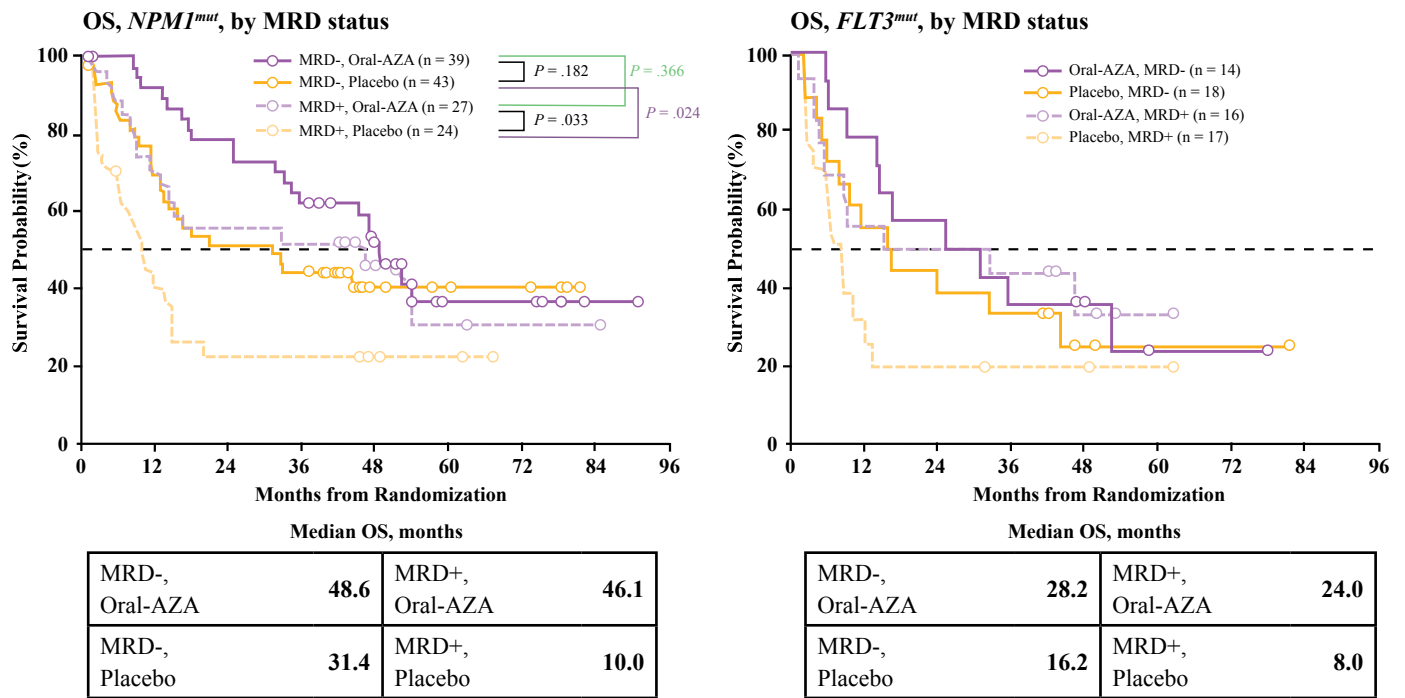 OS, NPM1mut, by MRD status
100
80
60
40
20
0
Survival Probability (%)
0 12 24 36 48 60 72 84 96
Months from Randomization
MRD-, Oral-AZA (n = 39)
MRD-, Placebo (n = 43)
MRD+, Oral-AZA (n = 27)
MRD+, Placebo (n = 24)
P = .182
P = .366
P = .033
P = .024
Median OS, months
MRD-, Oral-AZA 48.6 MRD+, Oral-AZA 46.1
MRD-, Placebo 31.4 MRD+, Placebo 10.0
OS, FLT3mut, by MRD status
100
80
60
40
20
0
Survival Probability (%)
0 12 24 36 48 60 72 84 96
Months from Randomization
Oral-AZA, MRD- (n = 14)
Placebo, MRD- (n = 18)
Oral-AZA, MRD+ (n = 16)
Placebo, MRD+ (n = 17)
Median OS, months
MRD-, Oral-AZA 28.2 MRD+, Oral-AZA 24.0
MRD-, Placebo 16.2 MRD+, Placebo 8.0